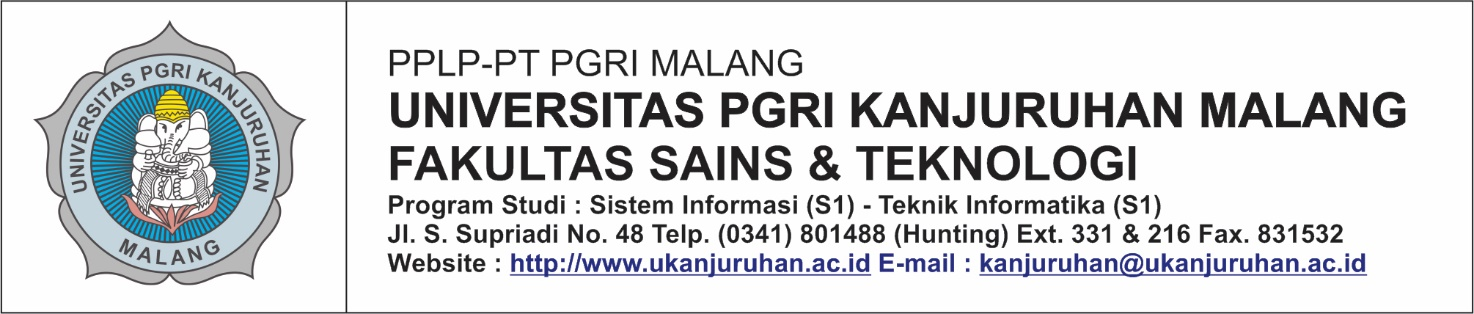 UNIVERSITAS PGRI KANJURUHAN
MALANG
PPLP-PT PGRI MALANG
UNIVERSITAS PGRI KANJURUHAN MALANG
FAKULTAS SAINS & TEKNOLOGI
Program Studi : Sistem Informasi (S1) - Teknik Informatika (S1)
Jl. S. Supriadi No. 48 Telp. (0341) 801488 (Hunting) Ext. 331 & 216 Fax. 831532
Website : http://www.ukanjuruhan.ac.id E-mail : kanjuruhan@ukanjuruhan.ac.id